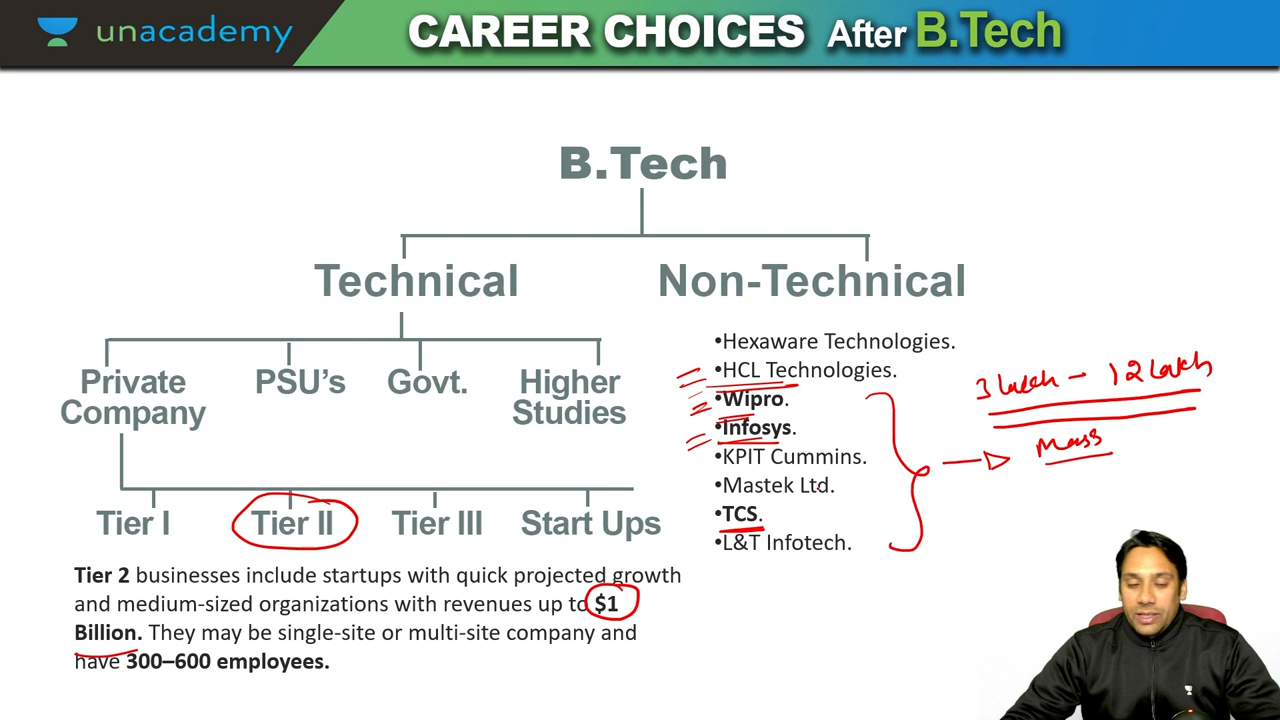 unacademy
CAREER CHOICES After B.Tech
B.Tech
Technical
Non-Technical
Private
Company
PSU's
Govt.
Higher
Studies
Tier I
Tier II
Tier III
Start Ups
Tier 2 businesses include startups with quick projected growth
and medium-sized organizations with revenues up to $1
Billion. They may be single-site or multi-site company and
have 300–600 employees.
•Hexaware Technologies.
•HCL Technologies.
•Wipro.
•Infosys.
•KPIT Cummins.
•Mastek Ltd.
•TCS.
•L&T Infotech.
3 lakh - 12 lakh
Mass